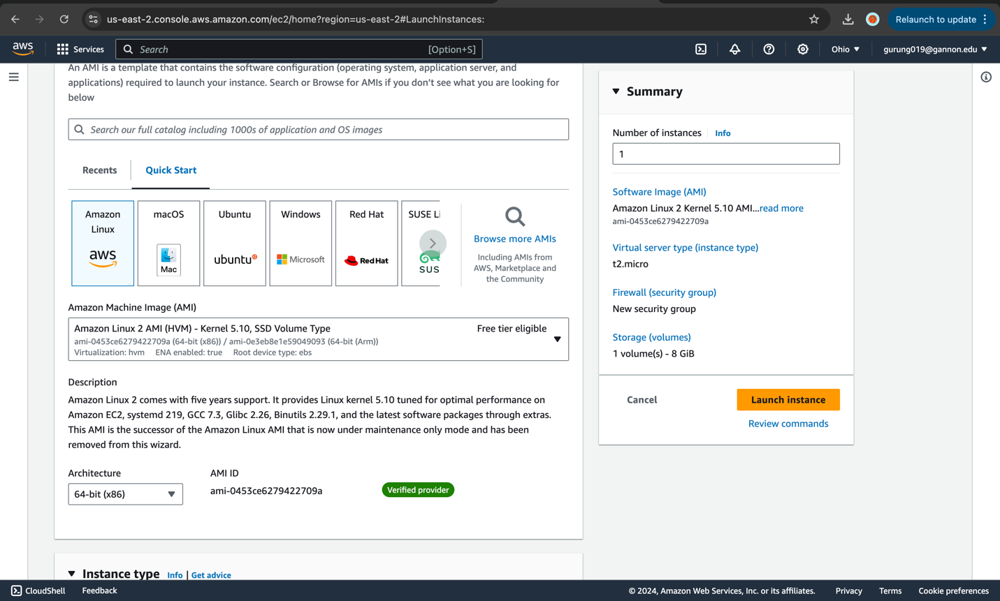 us-east-2.console.aws.amazon.com/ec2/home?region=us-east-2#LaunchInstances:
Relaunch to update
aws
Services
Search
[Option+S]
Ohio
gurung019@gannon.edu
An AMI is a template that contains the software configuration (operating system, application server, and
applications) required to launch your instance. Search or Browse for AMIs if you don't see what you are looking for
below
Search our full catalog including 1000s of application and OS images
Recents
Quick Start
Amazon
Linux
aws
macOS
Mac
Ubuntu
ubuntu
Windows
Microsoft
Red Hat
Red Hat
SUSE Li
SUS
Browse more AMIs
Including AMIs from
AWS, Marketplace and
the Community
Amazon Machine Image (AMI)
Amazon Linux 2 AMI (HVM) - Kernel 5.10, SSD Volume Type
Free tier eligible
ami-0453ce6279422709a (64-bit (x86)) / ami-0e3eb8e1e59049093 (64-bit (Arm))
Virtualization: hvm ENA enabled: true Root device type: ebs
Description
Amazon Linux 2 comes with five years support. It provides Linux kernel 5.10 tuned for optimal performance on
Amazon EC2, systemd 219, GCC 7.3, Glibc 2.26, Binutils 2.29.1, and the latest software packages through extras.
This AMI is the successor of the Amazon Linux AMI that is now under maintenance only mode and has been
removed from this wizard.
Architecture
64-bit (x86)
AMI ID
ami-0453ce6279422709a
Verified provider
Instance type Info | Get advice
Summary
Number of instances Info
1
Software Image (AMI)
Amazon Linux 2 Kernel 5.10 AMI...read more
ami-0453ce6279422709a
Virtual server type (instance type)
t2.micro
Firewall (security group)
New security group
Storage (volumes)
1 volume(s) - 8 GiB
Cancel
Launch instance
Review commands
CloudShell
Feedback
© 2024, Amazon Web Services, Inc. or its affiliates.
Privacy
Terms
Cookie preferences